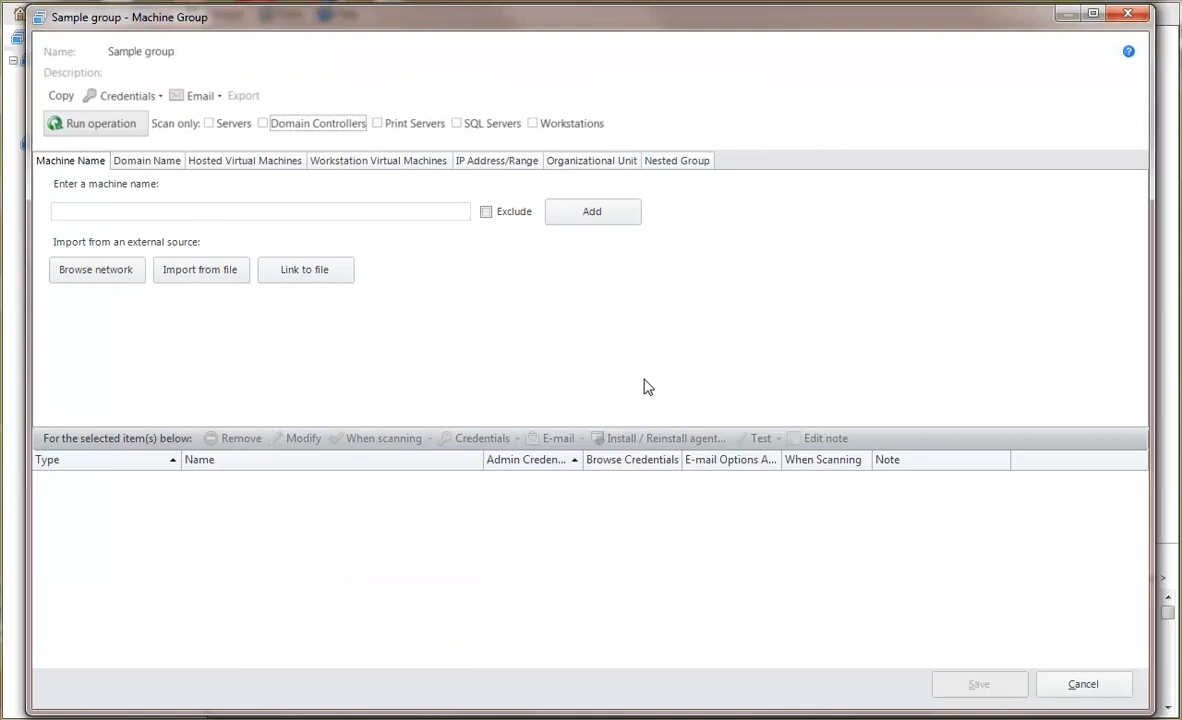 Sample group - Machine Group
Name: Sample group
Description:
Copy Credentials Email Export
Run operation Scan only: Servers Domain Controllers Print Servers SQL Servers Workstations
Machine Name Domain Name Hosted Virtual Machines Workstation Virtual Machines IP Address/Range Organizational Unit Nested Group
Enter a machine name:
Exclude Add
Import from an external source:
Browse network Import from file Link to file
For the selected item(s) below: Remove Modify When scanning Credentials E-mail Install / Reinstall agent... Test Edit note
Type Name Admin Creden... Browse Credentials E-mail Options A... When Scanning Note
Save Cancel